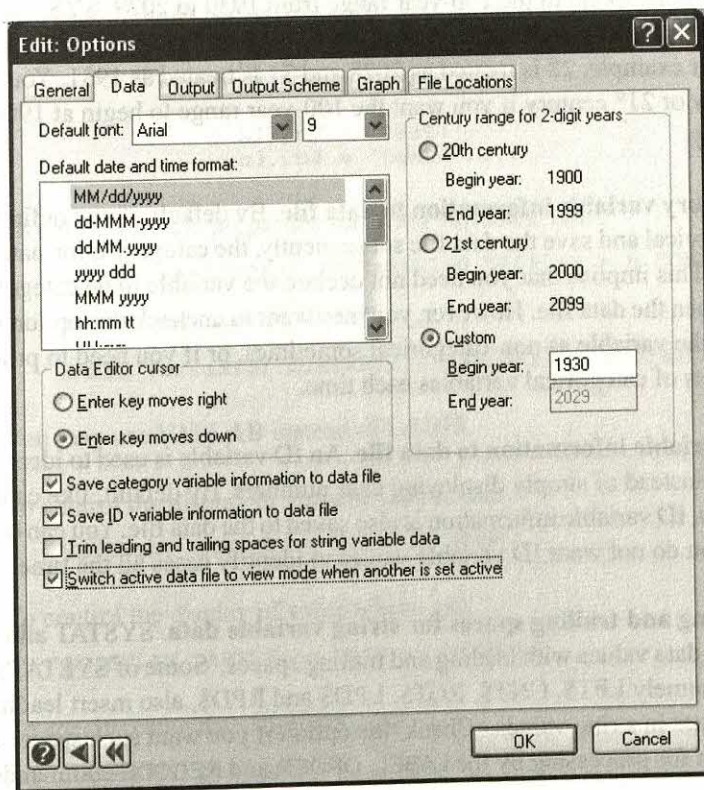 Edit: Options
General Data Output Output Scheme Graph File Locations
Default font: Arial 9
Default date and time format:
MM/dd/yyyy
dd-MMM-yyyy
dd.MM.yyyy
yyyy ddd
MMM yyyy
hh:mm tt
Data Editor cursor
Enter key moves right
Enter key moves down
Century range for 2-digit years
20th century
Begin year: 1900
End year: 1999
21st century
Begin year: 2000
End year: 2099
Custom
Begin year: 1930
End year: 2029
Save category variable information to data file
Save ID variable information to data file
Trim leading and trailing spaces for string variable data
Switch active data file to view mode when another is set active
OK Cancel